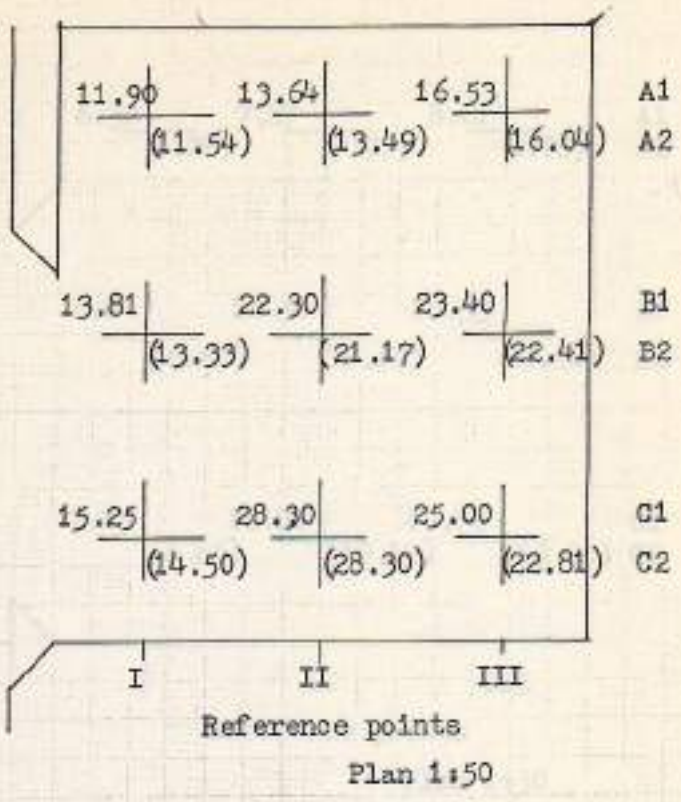 11.90 13.64 16.53 A1
(11.54) (13.49) (16.04) A2
13.81 22.30 23.40 B1
(13.33) (21.17) (22.41) B2
15.25 28.30 25.00 C1
(14.50) (28.30) (22.81) C2
I II III
Reference points
Plan 1:50